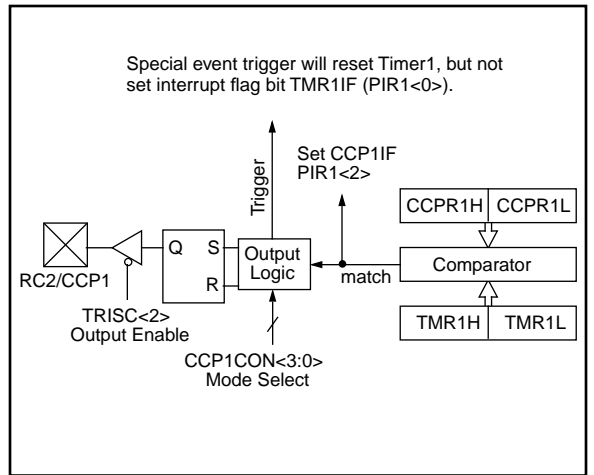 Special event trigger will reset Timer1, but not
set interrupt flag bit TMR1IF (PIR1<0>).
Trigger
Set CCP1IF
PIR1<2>
CCPR1H CCPR1L
Q S
R
Output
Logic
match
Comparator
RC2/CCP1
TRISC<2>
Output Enable
TMR1H TMR1L
CCP1CON<3:0>
Mode Select